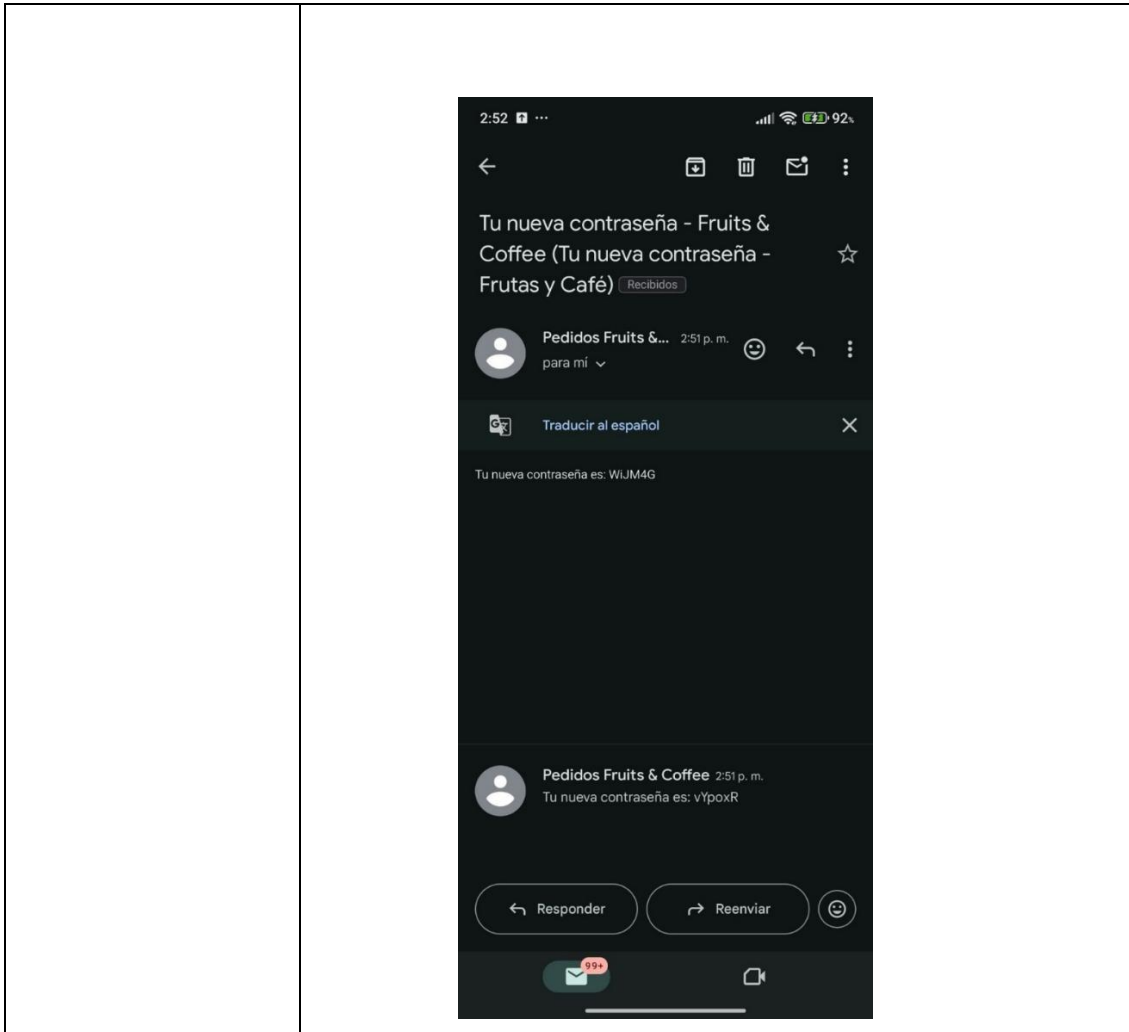 2:52 ... 92%
Tu nueva contraseña - Fruits &
Coffee (Tu nueva contraseña -
Frutas y Café) Recibidos
Pedidos Fruits &... 2:51 p. m.
para mí
Traducir al español
Tu nueva contraseña es: WiJM4G
Pedidos Fruits & Coffee 2:51 p. m.
Tu nueva contraseña es: vYpoxR
Responder Reenviar
99+